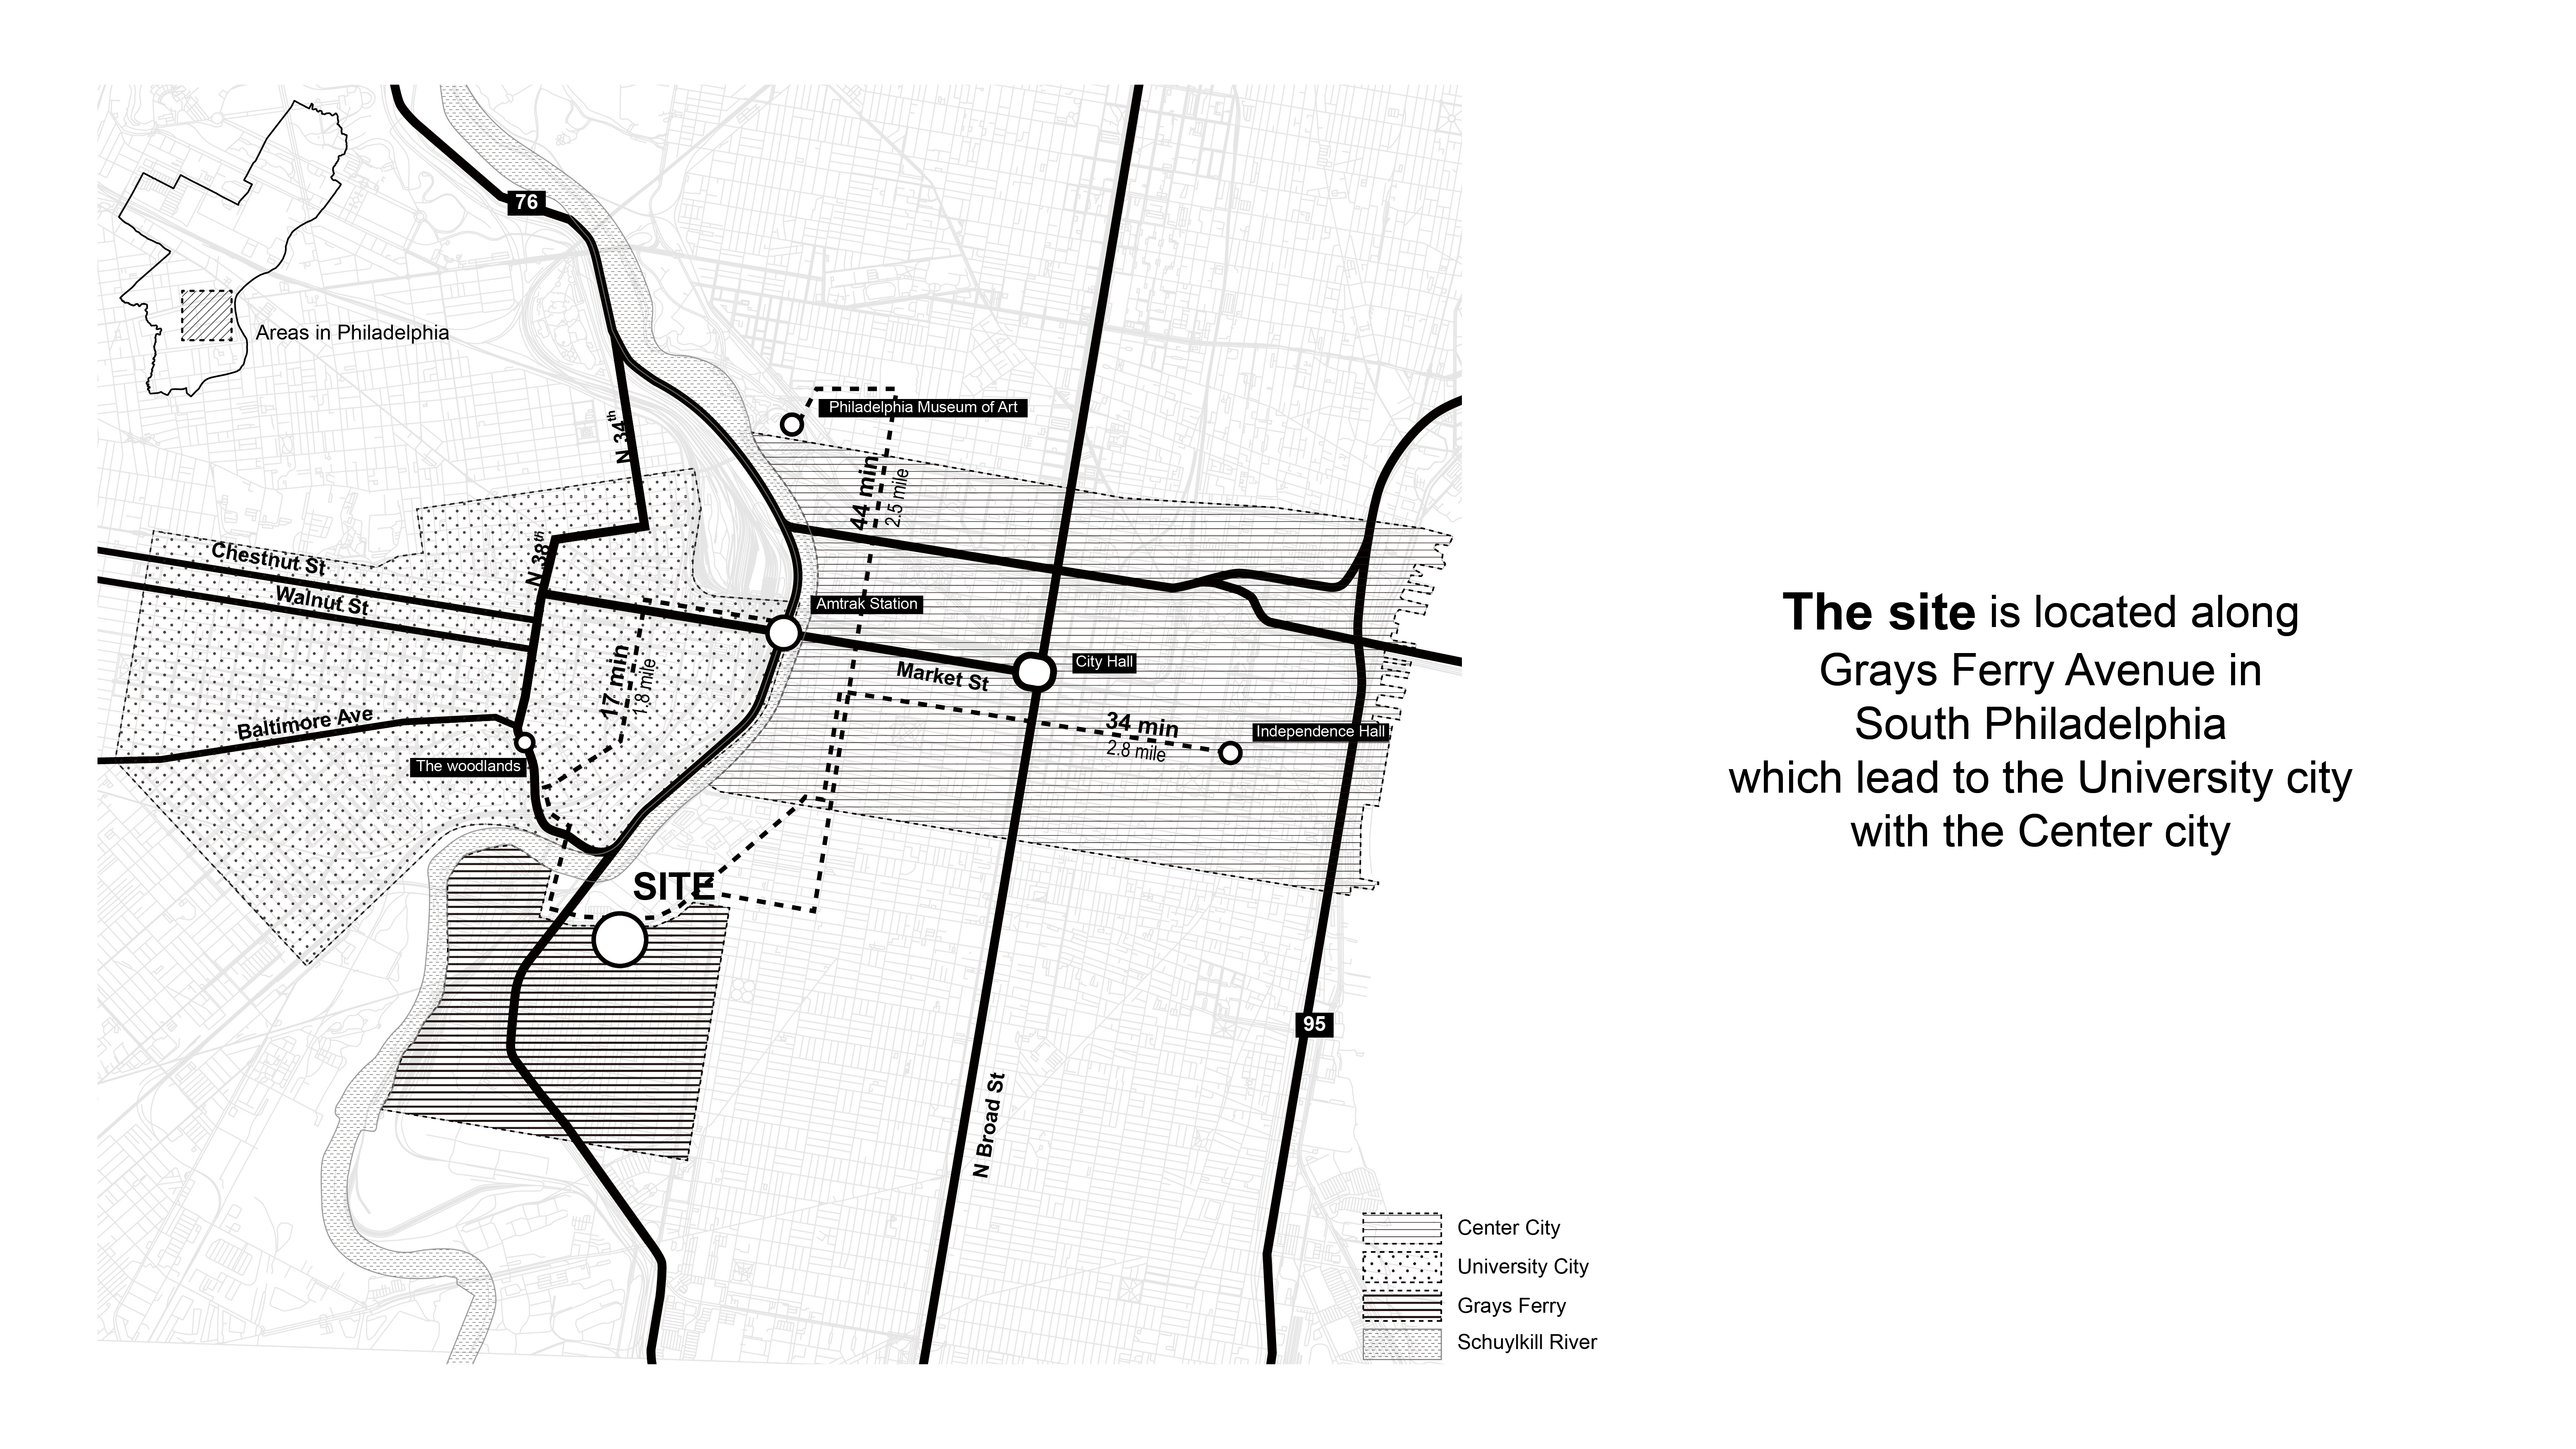 76
Areas in Philadelphia
N 34th
Philadelphia Museum of Art
44 min
2.5 mile
Chestnut St
N 38th
Walnut St
Amtrak Station
17 min
1.8 mile
City Hall
Market St
Baltimore Ave
34 min
2.8 mile
Independence Hall
The woodlands
SITE
95
N Broad St
Center City
University City
Grays Ferry
Schuylkill River
The site is located along
Grays Ferry Avenue in
South Philadelphia
which lead to the University city
with the Center city